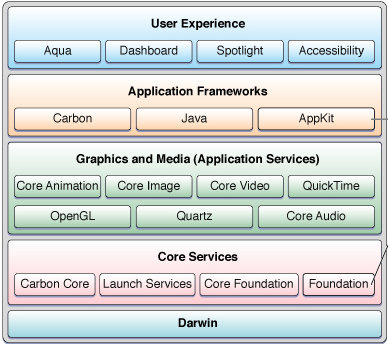 User Experience
Aqua Dashboard Spotlight Accessibility
Application Frameworks
Carbon Java AppKit
Graphics and Media (Application Services)
Core Animation Core Image Core Video QuickTime
OpenGL Quartz Core Audio
Core Services
Carbon Core Launch Services Core Foundation Foundation
Darwin